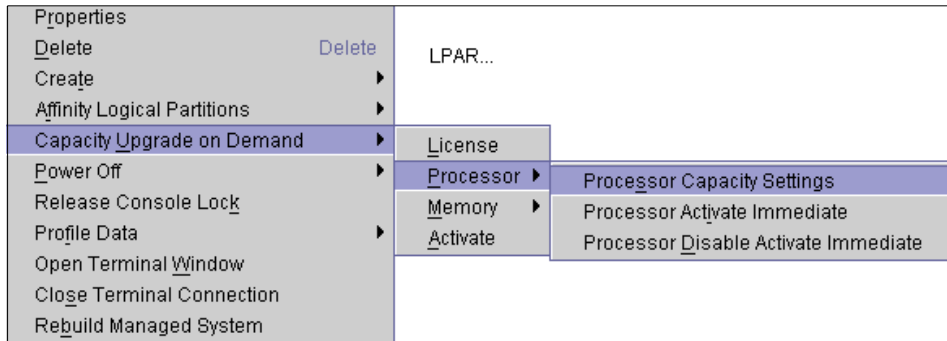 Properties
Delete Delete
Create
Affinity Logical Partitions
Capacity Upgrade on Demand
Power Off
Release Console Lock
Profile Data
Open Terminal Window
Close Terminal Connection
Rebuild Managed System
LPAR...
License
Processor
Memory
Activate
Processor Capacity Settings
Processor Activate Immediate
Processor Disable Activate Immediate